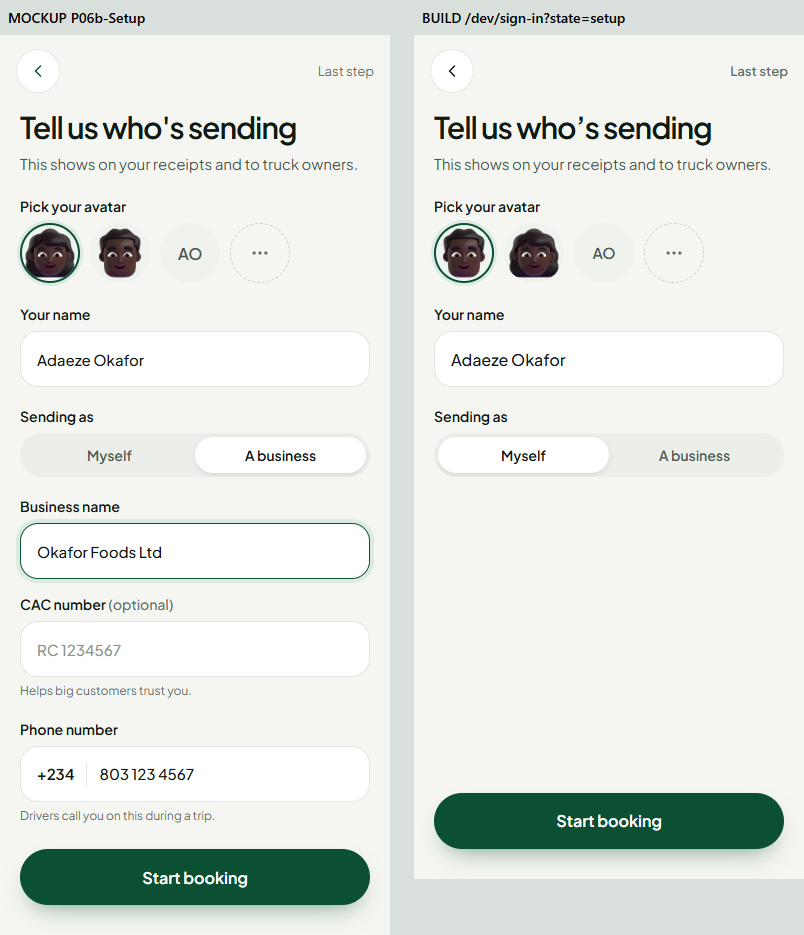 MOCKUP P06b-Setup
Last step
Tell us who's sending
This shows on your receipts and to truck owners.
Pick your avatar
AO
Your name
Adaeze Okafor
Sending as
Myself
A business
Business name
Okafor Foods Ltd
CAC number (optional)
RC 1234567
Helps big customers trust you.
Phone number
+234 803 123 4567
Drivers call you on this during a trip.
Start booking
BUILD /dev/sign-in?state=setup
Last step
Tell us who’s sending
This shows on your receipts and to truck owners.
Pick your avatar
AO
Your name
Adaeze Okafor
Sending as
Myself
A business
Start booking